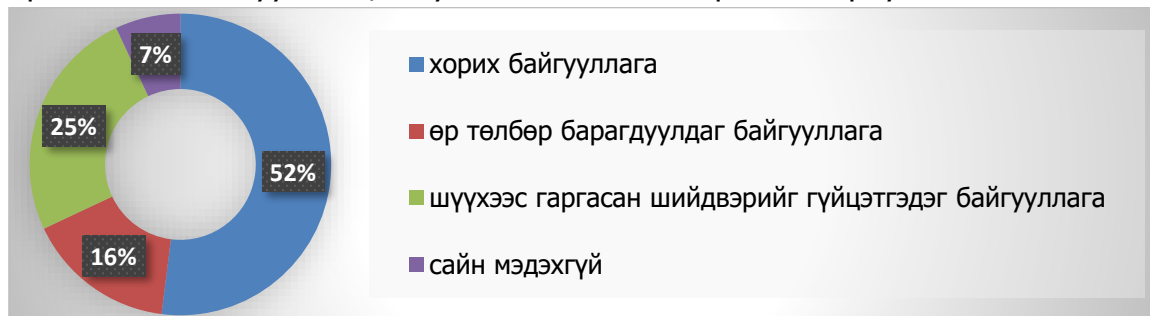 7%
25%
52%
16%
хорих байгууллага
өр төлбөр барагдуулдаг байгууллага
шүүхээс гаргасан шийдвэрийг гүйцэтгэдэг байгууллага
сайн мэдэхгүй